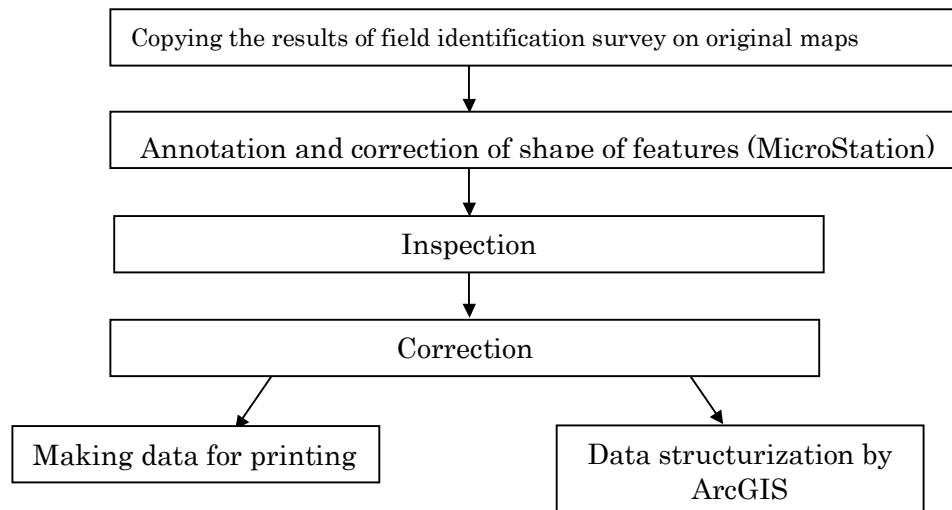 Copying the results of field identification survey on original maps
Annotation and correction of shape of features (MicroStation)
Inspection
Correction
Making data for printing
Data structurization by
ArcGIS